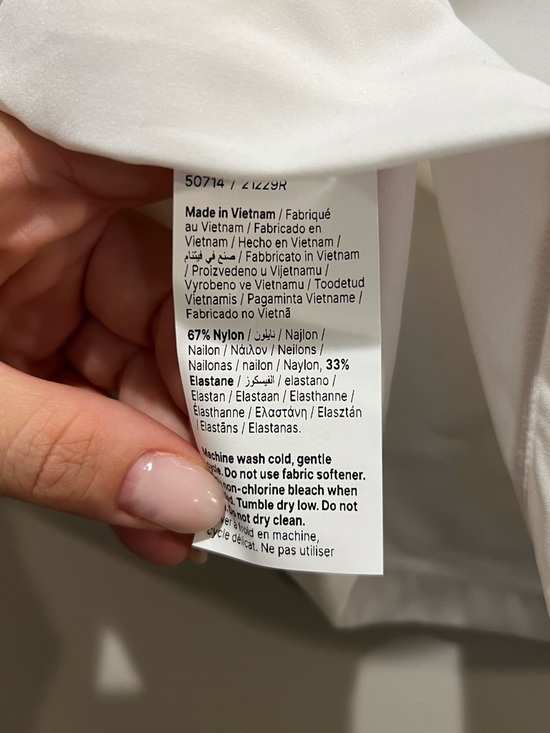 50714 / 21229R
Made in Vietnam / Fabriqué
au Vietnam / Fabricado en
Vietnam / Hecho en Vietnam /
صنع في فيتنام / Fabbricato in Vietnam
/ Proizvedeno u Vijetnamu /
Vyrobeno ve Vietnamu / Toodetud
Vietnamis / Pagaminta Vietname /
Fabricado no Vietnã
67% Nylon / نايلون / Najlon /
Nailon / Νάιλον / Neilons /
Nailonas / nailon / Naylon, 33%
Elastane / الفيسكوز / elastano /
Elastan / Elastaan / Elasthanne /
Élasthanne / Ελαστάνη / Elasztán
/ Elastāns / Elastanas.
Machine wash cold, gentle
Do not use fabric softener.
non-chlorine bleach when
Tumble dry low. Do not
not dry clean.
froid en machine,
cycle délicat. Ne pas utiliser